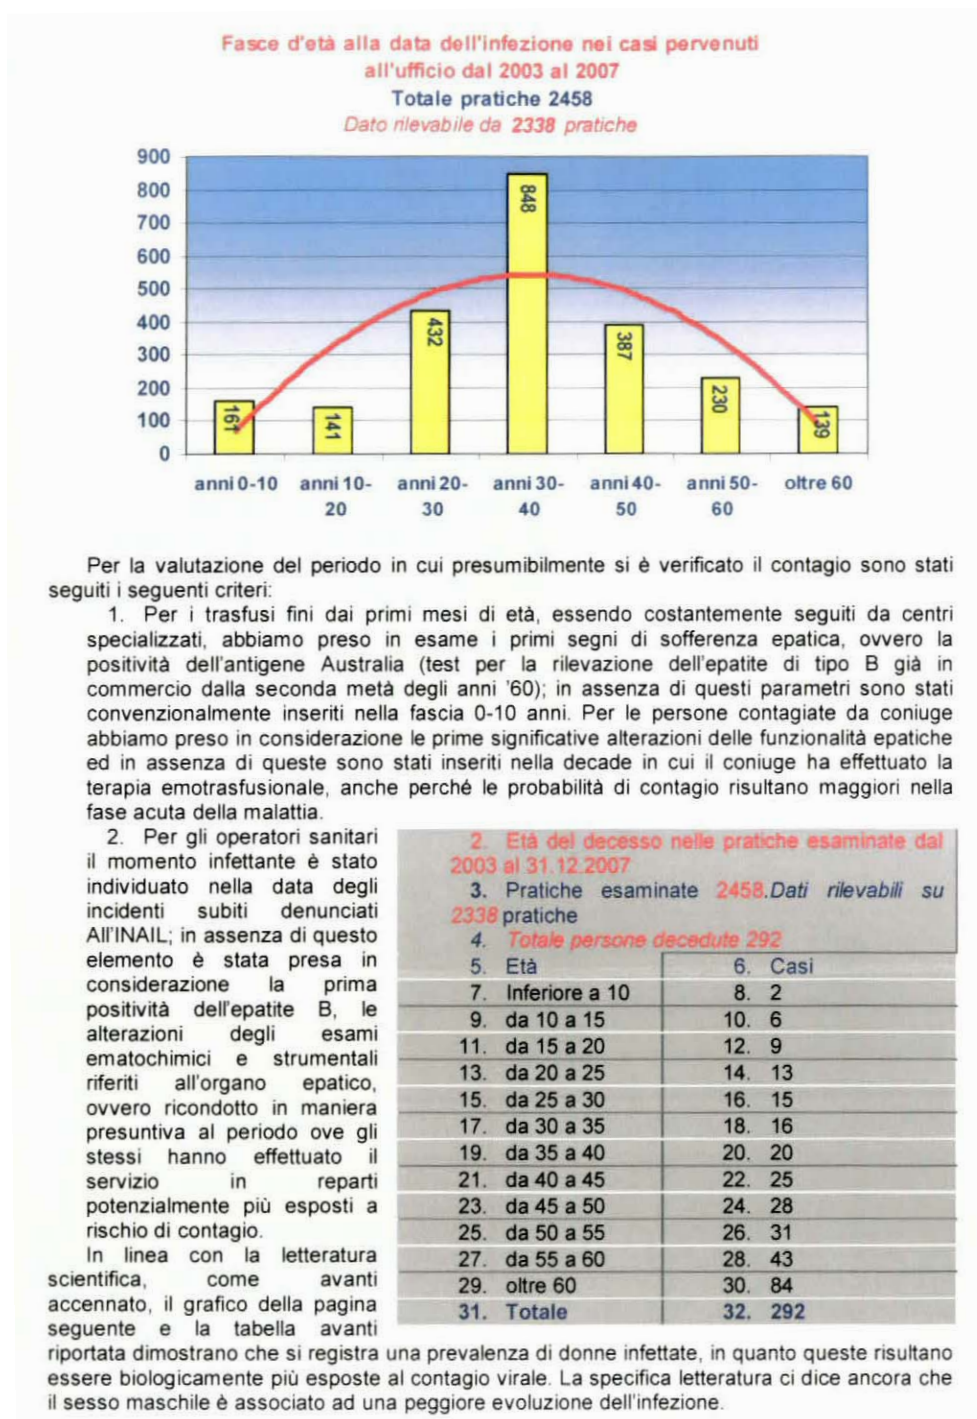 Fasce d'età alla data dell'infezione nei casi pervenuti
all'ufficio dal 2003 al 2007
Totale pratiche 2458
Dato rilevabile da 2338 pratiche
900
800
700
600
500
400
300
200
100
0
161
141
432
848
387
230
139
anni 0-10
anni 10-
20
anni 20-
30
anni 30-
40
anni 40-
50
anni 50-
60
oltre 60
Per la valutazione del periodo in cui presumibilmente si è verificato il contagio sono stati
seguiti i seguenti criteri:
1. Per i trasfusi fini dai primi mesi di età, essendo costantemente seguiti da centri
specializzati, abbiamo preso in esame i primi segni di sofferenza epatica, ovvero la
positività dell'antigene Australia (test per la rilevazione dell'epatite di tipo B già in
commercio dalla seconda metà degli anni '60); in assenza di questi parametri sono stati
convenzionalmente inseriti nella fascia 0-10 anni. Per le persone contagiate da coniuge
abbiamo preso in considerazione le prime significative alterazioni delle funzionalità epatiche
ed in assenza di queste sono stati inseriti nella decade in cui il coniuge ha effettuato la
terapia emotrasfusionale, anche perché le probabilità di contagio risultano maggiori nella
fase acuta della malattia.
2. Per gli operatori sanitari
il momento infettante è stato
individuato nella data degli
incidenti subiti denunciati
All'INAIL; in assenza di questo
elemento è stata presa in
considerazione la prima
positività dell'epatite B, le
alterazioni degli esami
ematochimici e strumentali
riferiti all'organo epatico,
ovvero ricondotto in maniera
presuntiva al periodo ove gli
stessi hanno effettuato il
servizio in reparti
potenzialmente più esposti a
rischio di contagio.
In linea con la letteratura
scientifica, come avanti
accennato, il grafico della pagina
seguente e la tabella avanti
2. Età del decesso nelle pratiche esaminate dal
2003 al 31.12.2007
3. Pratiche esaminate 2458.Dati rilevabili su
2338 pratiche
4. Totale persone decedute 292
5. Età 6. Casi
7. Inferiore a 10 8. 2
9. da 10 a 15 10. 6
11. da 15 a 20 12. 9
13. da 20 a 25 14. 13
15. da 25 a 30 16. 15
17. da 30 a 35 18. 16
19. da 35 a 40 20. 20
21. da 40 a 45 22. 25
23. da 45 a 50 24. 28
25. da 50 a 55 26. 31
27. da 55 a 60 28. 43
29. oltre 60 30. 84
31. Totale 32. 292
riportata dimostrano che si registra una prevalenza di donne infettate, in quanto queste risultano
essere biologicamente più esposte al contagio virale. La specifica letteratura ci dice ancora che
il sesso maschile è associato ad una peggiore evoluzione dell'infezione.